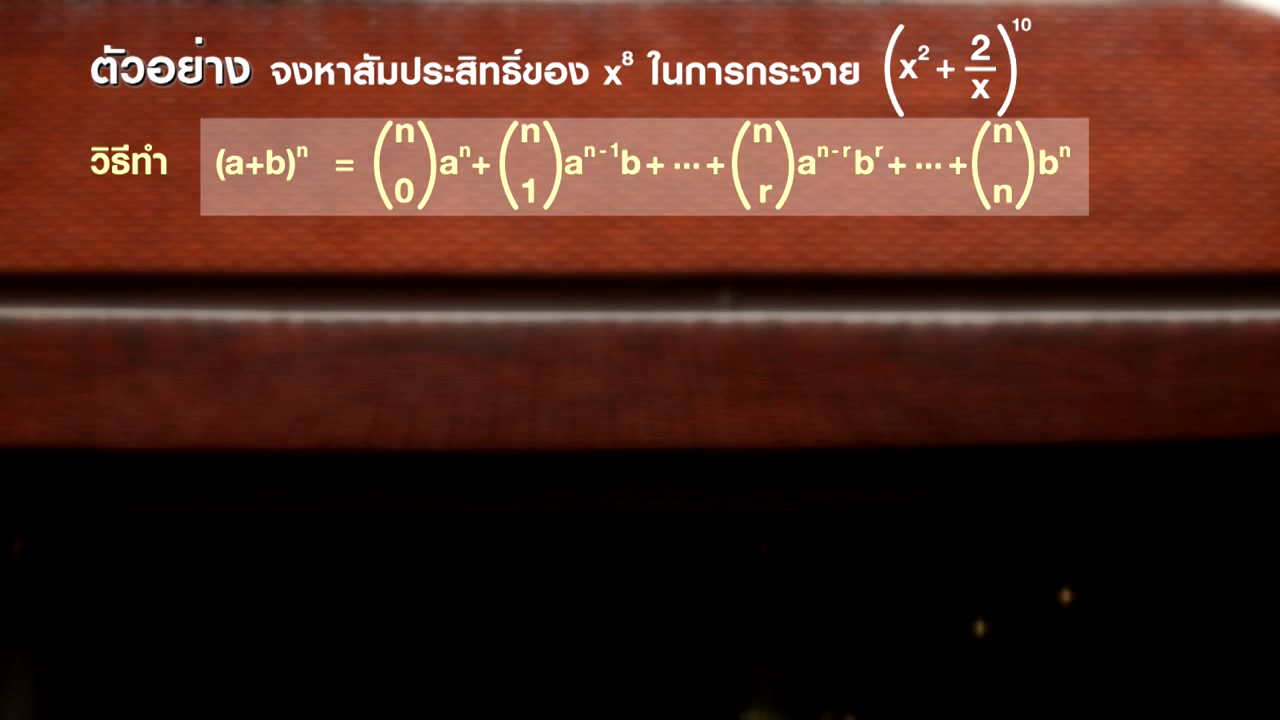 ตัวอย่าง จงหาสัมประสิทธิ์ของ x⁸ ในการกระจาย (x² + 2/x)¹⁰
วิธีทำ (a+b)ⁿ = (n 0)aⁿ + (n 1)aⁿ⁻¹b + ··· + (n r)aⁿ⁻ʳbʳ + ··· + (n n)bⁿ